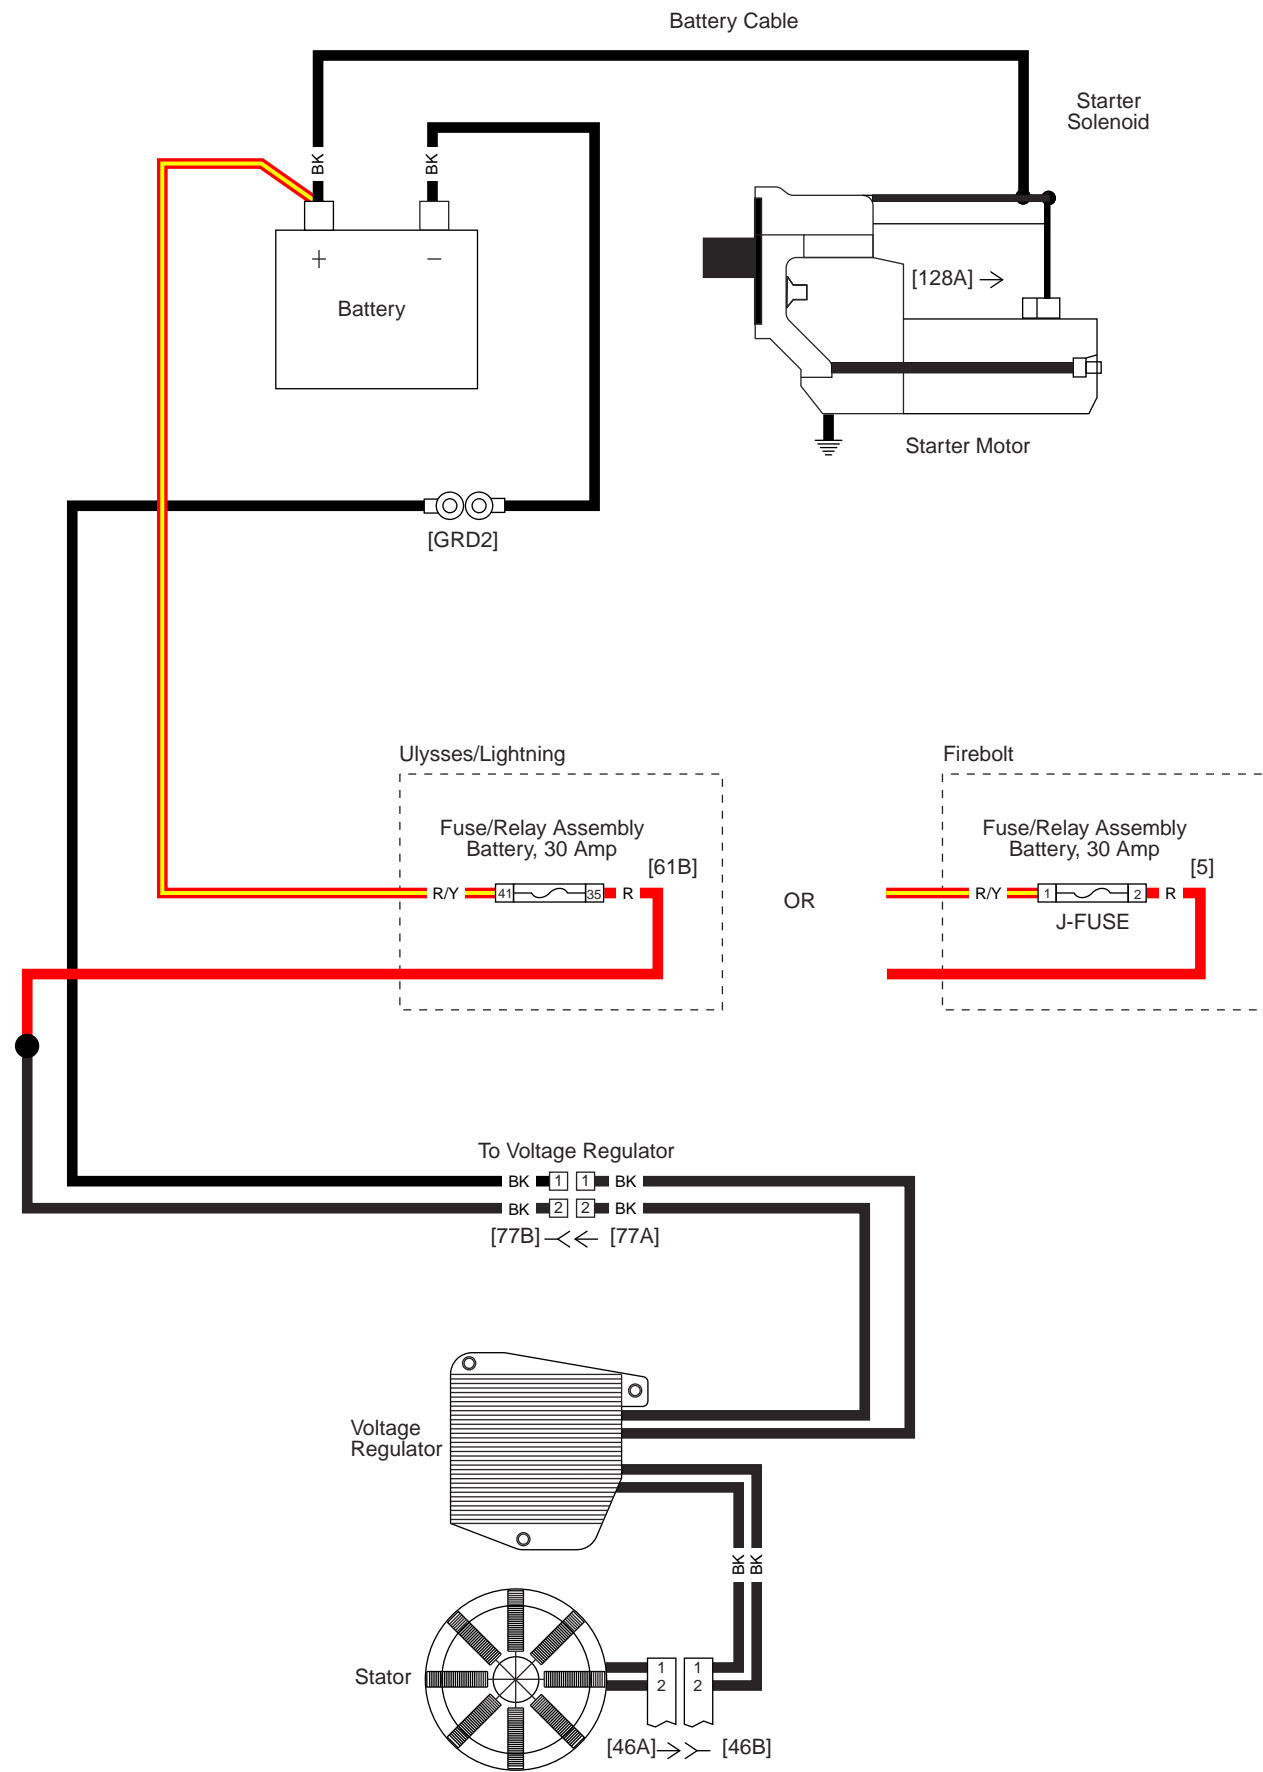 Battery Cable
Starter
Solenoid
BK
BK
+
−
Battery
[128A]
Starter Motor
[GRD2]
Ulysses/Lightning
Fuse/Relay Assembly
Battery, 30 Amp
[61B]
R/Y
41
35
R
OR
Firebolt
Fuse/Relay Assembly
Battery, 30 Amp
[5]
R/Y
1
2
R
J-FUSE
To Voltage Regulator
BK 1 1 BK
BK 2 2 BK
[77B] [77A]
Voltage
Regulator
BK
BK
Stator
1 1
2 2
[46A] [46B]